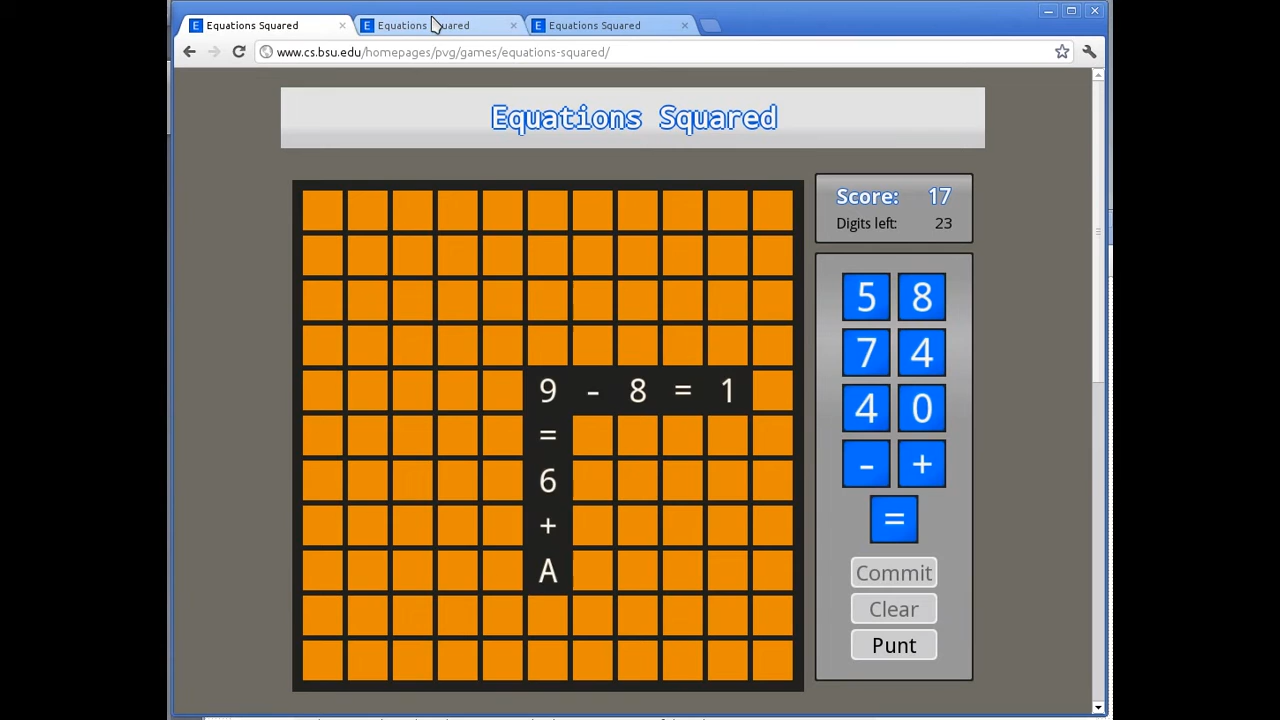 Equations Squared
Equations Squared
Equations Squared
www.cs.bsu.edu/homepages/pvg/games/equations-squared/
Equations Squared
Score: 17
Digits left: 23
9 - 8 = 1
=
6
+
A
5 8
7 4
4 0
- +
=
Commit
Clear
Punt